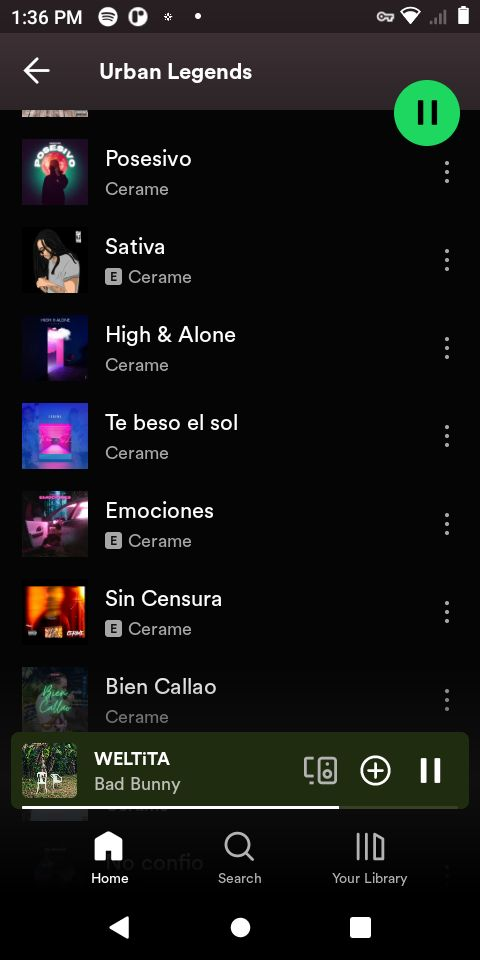 1:36 PM
Urban Legends
POSESIVO
Posesivo
Cerame
Sativa
E Cerame
HIGH & ALONE
High & Alone
Cerame
Te beso el sol
Cerame
EMOCIONES
Emociones
E Cerame
Sin Censura
E Cerame
Bien Callao
Bien Callao
Cerame
WELTiTA
Bad Bunny
No confio
Home
Search
Your Library